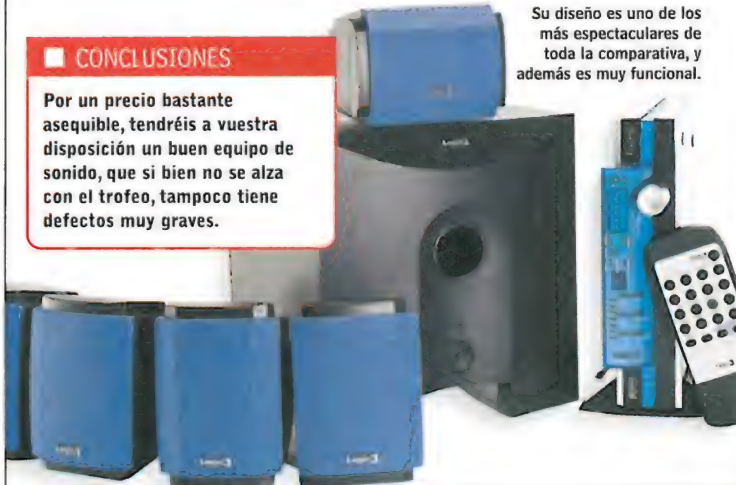 CONCLUSIONES
Por un precio bastante
asequible, tendréis a vuestra
disposición un buen equipo de
sonido, que si bien no se alza
con el trofeo, tampoco tiene
defectos muy graves.
Su diseño es uno de los
más espectaculares de
toda la comparativa, y
además es muy funcional.